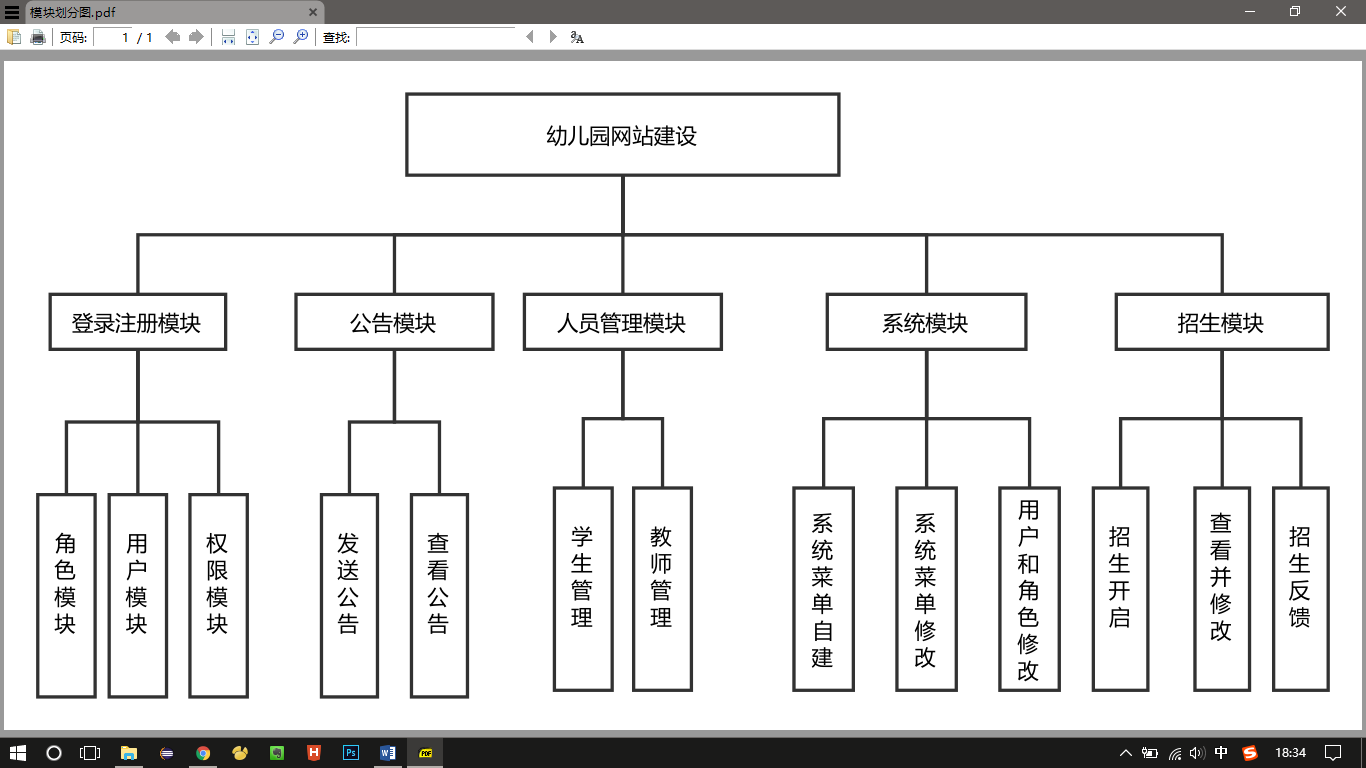 模块划分图.pdf
页码: 1 / 1 查找:
幼儿园网站建设
登录注册模块
公告模块
人员管理模块
系统模块
招生模块
角色模块
用户模块
权限模块
发送公告
查看公告
学生管理
教师管理
系统菜单自建
系统菜单修改
用户和角色修改
招生开启
查看并修改
招生反馈
H
Ps
W
PDF
中
S
18:34